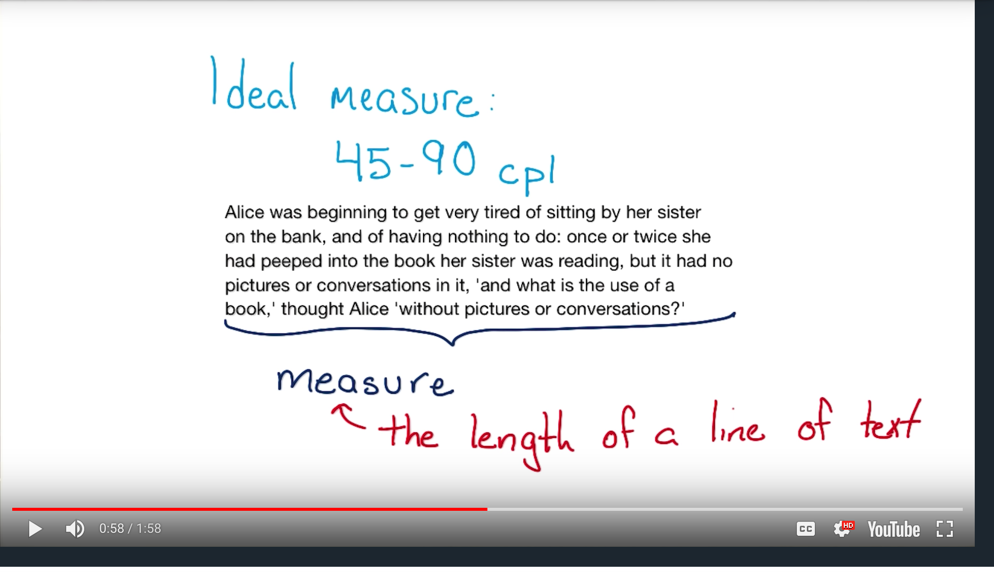 Ideal measure:
45-90 cpl
Alice was beginning to get very tired of sitting by her sister
on the bank, and of having nothing to do: once or twice she
had peeped into the book her sister was reading, but it had no
pictures or conversations in it, 'and what is the use of a
book,' thought Alice 'without pictures or conversations?'
measure
the length of a line of text
0:58 / 1:58
CC
HD
YouTube